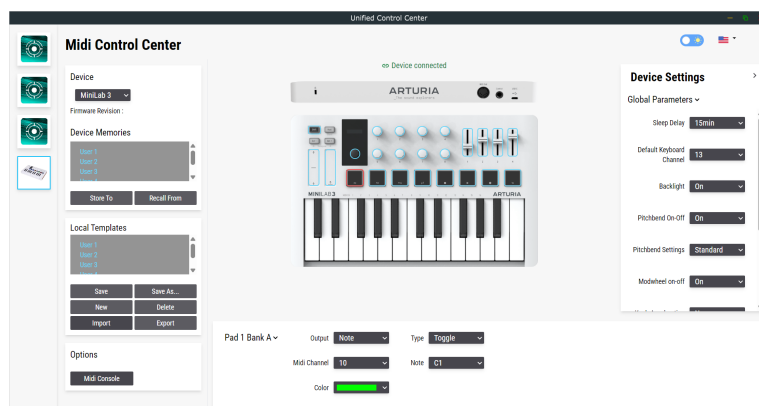 Unified Control Center
Midi Control Center
Device connected
Device
MiniLab 3
Firmware Revision :
Device Memories
User 1
User 2
User 3
Store To
Recall From
Local Templates
User 1
User 2
User 3
Save
Save As...
New
Delete
Import
Export
Options
Midi Console
ARTURIA
MINILAB 3
ARTURIA
Device Settings
Global Parameters
Sleep Delay
15min
Default Keyboard
Channel
13
Backlight
On
Pitchbend On-Off
On
Pitchbend Settings
Standard
Modwheel on-off
On
Pad 1 Bank A
Output
Note
Type
Toggle
Midi Channel
10
Note
C1
Color